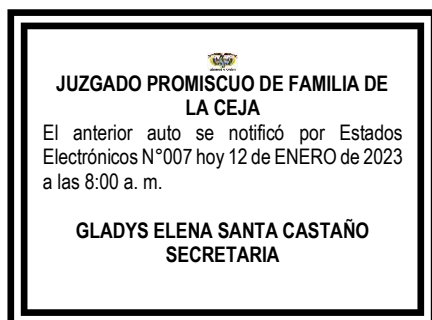 JUZGADO PROMISCUO DE FAMILIA DE
LA CEJA
El anterior auto se notificó por Estados
Electrónicos N°007 hoy 12 de ENERO de 2023
a las 8:00 a. m.
GLADYS ELENA SANTA CASTAÑO
SECRETARIA